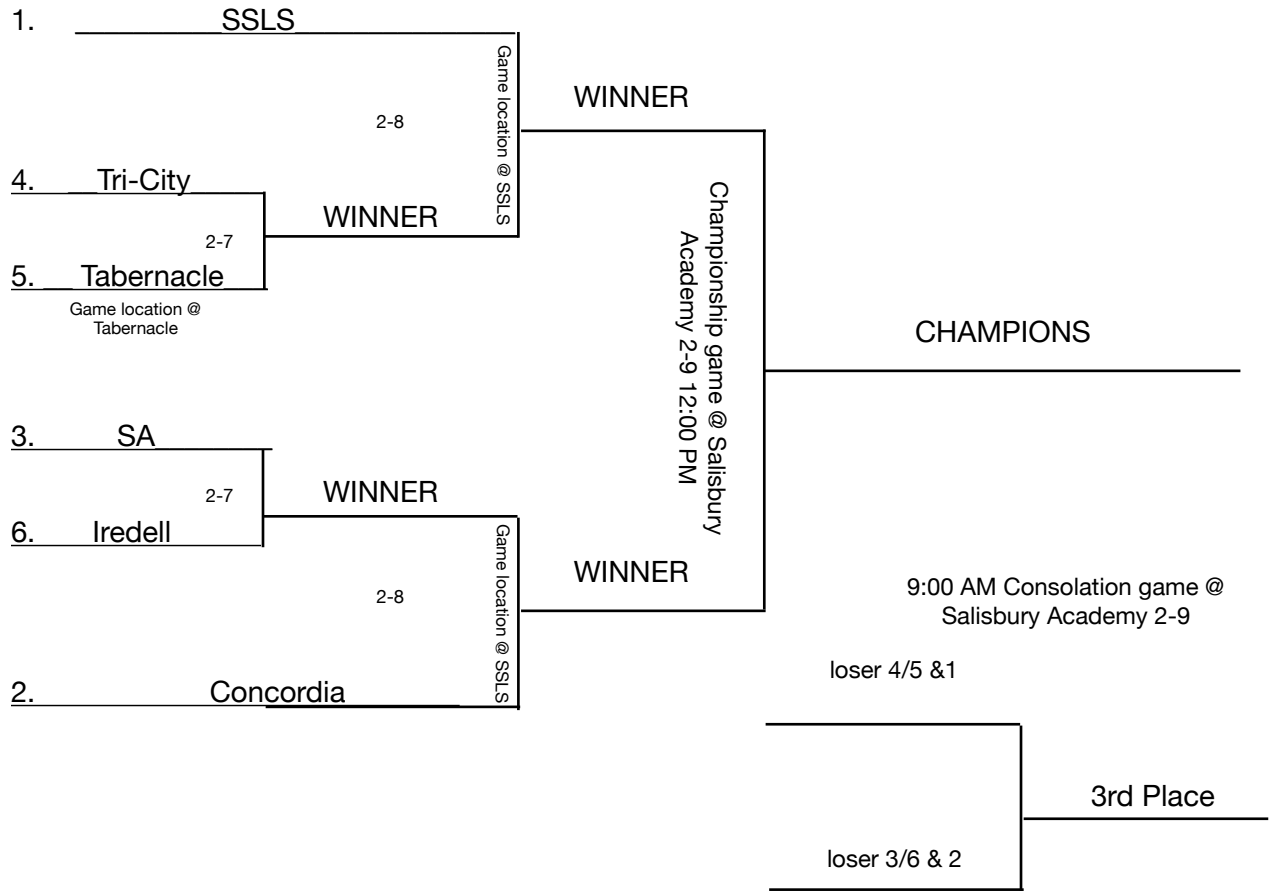 1. SSLS
Game location @ SSLS
WINNER
2-8
4. Tri-City
WINNER
2-7
5. Tabernacle
Game location @
Tabernacle
Championship game @ Salisbury
Academy 2-9 12:00 PM
CHAMPIONS
3. SA
2-7
WINNER
6. Iredell
Game location @ SSLS
WINNER
2-8
2. Concordia
9:00 AM Consolation game @
Salisbury Academy 2-9
loser 4/5 &1
3rd Place
loser 3/6 & 2